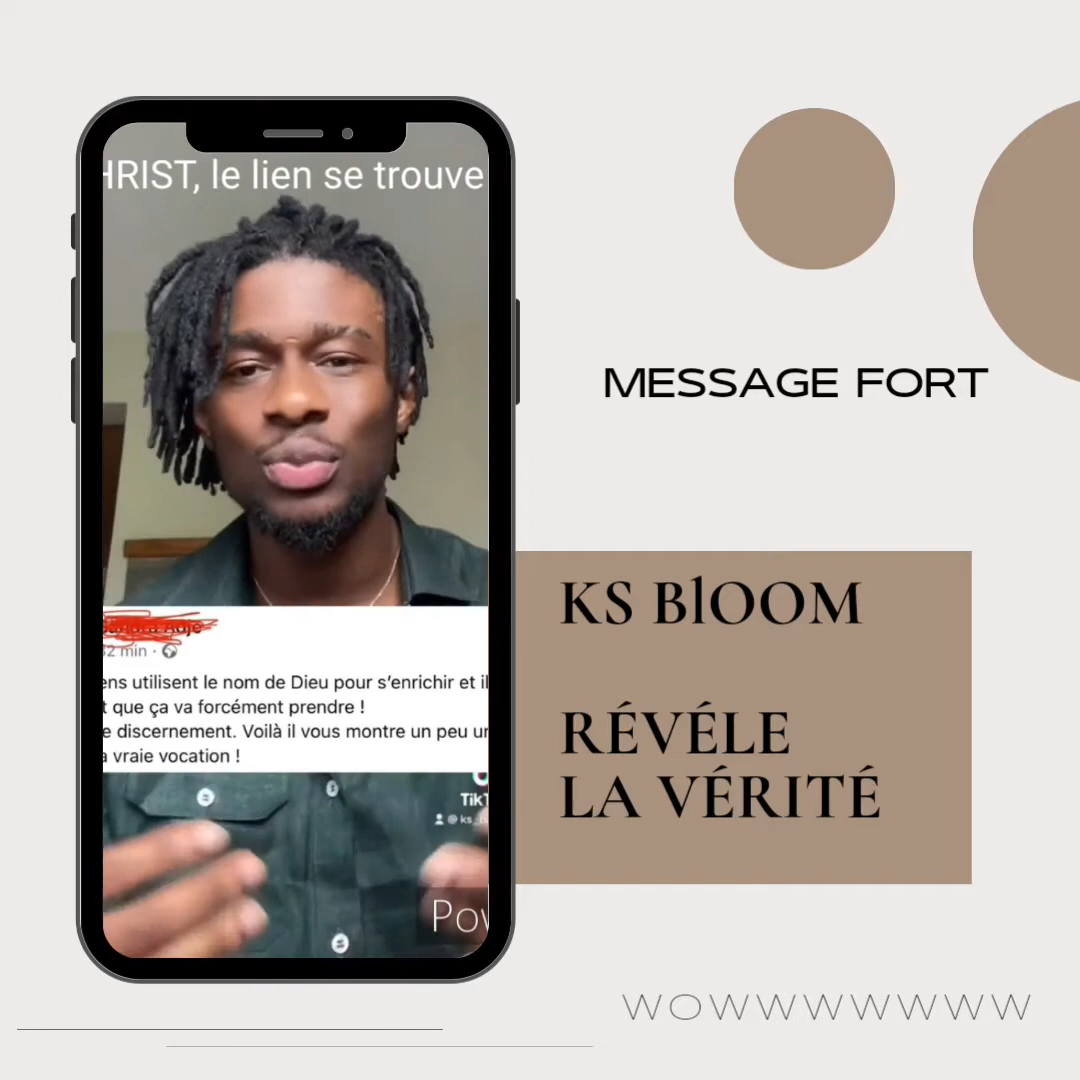 HRIST, le lien se trouve
32 min
ens utilisent le nom de Dieu pour s'enrichir et il
t que ça va forcément prendre !
e discernement. Voilà il vous montre un peu
a vraie vocation !
TikT
@ks_
Pow
MESSAGE FORT
KS BlOOM
RÉVÉLE
LA VÉRITÉ
WOWWWWWWW